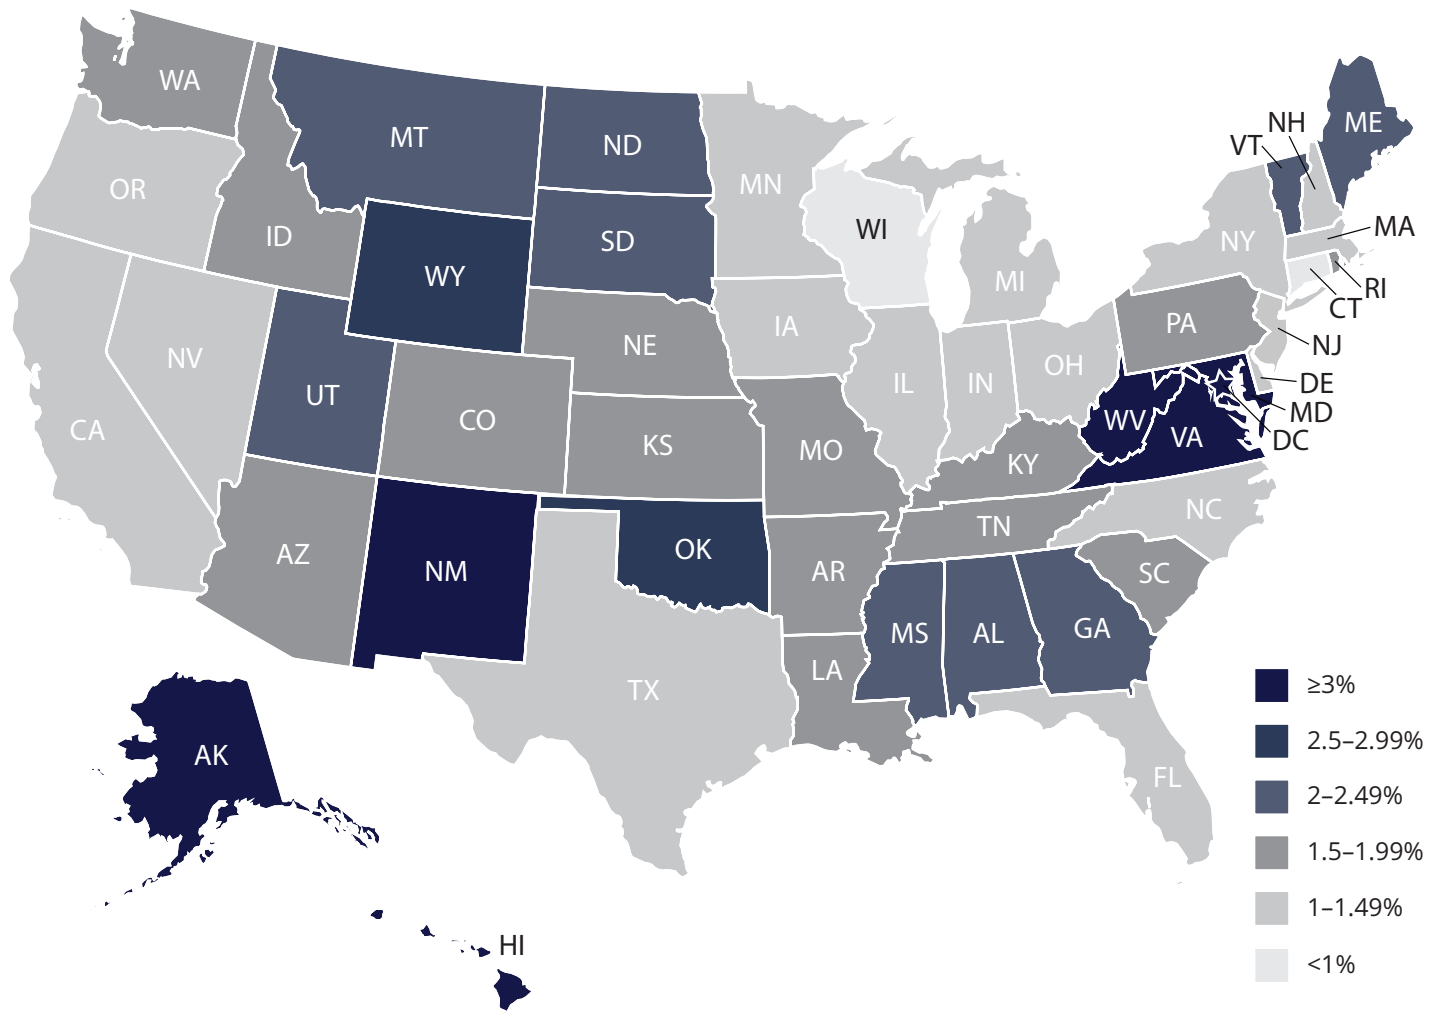 WA
MT
ND
MN
OR
ID
WY
SD
WI
MI
NY
VT
NH
ME
MA
RI
CT
NV
UT
NE
IA
PA
NJ
CA
CO
KS
MO
IL
IN
OH
WV
VA
DE
MD
DC
KY
AZ
NM
OK
AR
TN
NC
SC
TX
LA
MS
AL
GA
FL
AK
HI
≥3%
2.5–2.99%
2–2.49%
1.5–1.99%
1–1.49%
<1%